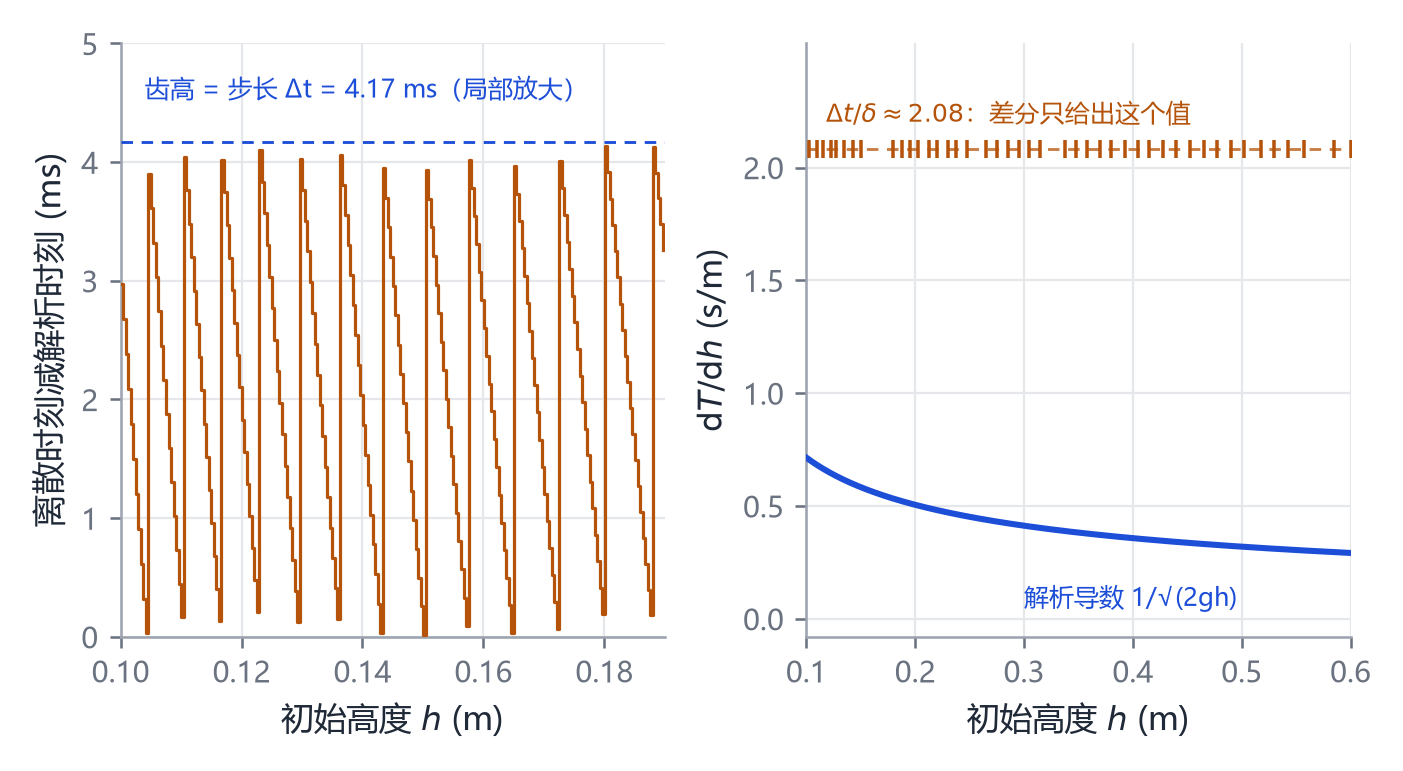 齿高 = 步长 Δt = 4.17 ms（局部放大）
离散时刻减解析时刻 (ms)
5
4
3
2
1
0
0.10 0.12 0.14 0.16 0.18
初始高度 h (m)
Δt/δ ≈ 2.08：差分只给出这个值
dT/dh (s/m)
2.0
1.5
1.0
0.5
0.0
解析导数 1/√(2gh)
0.1 0.2 0.3 0.4 0.5 0.6
初始高度 h (m)